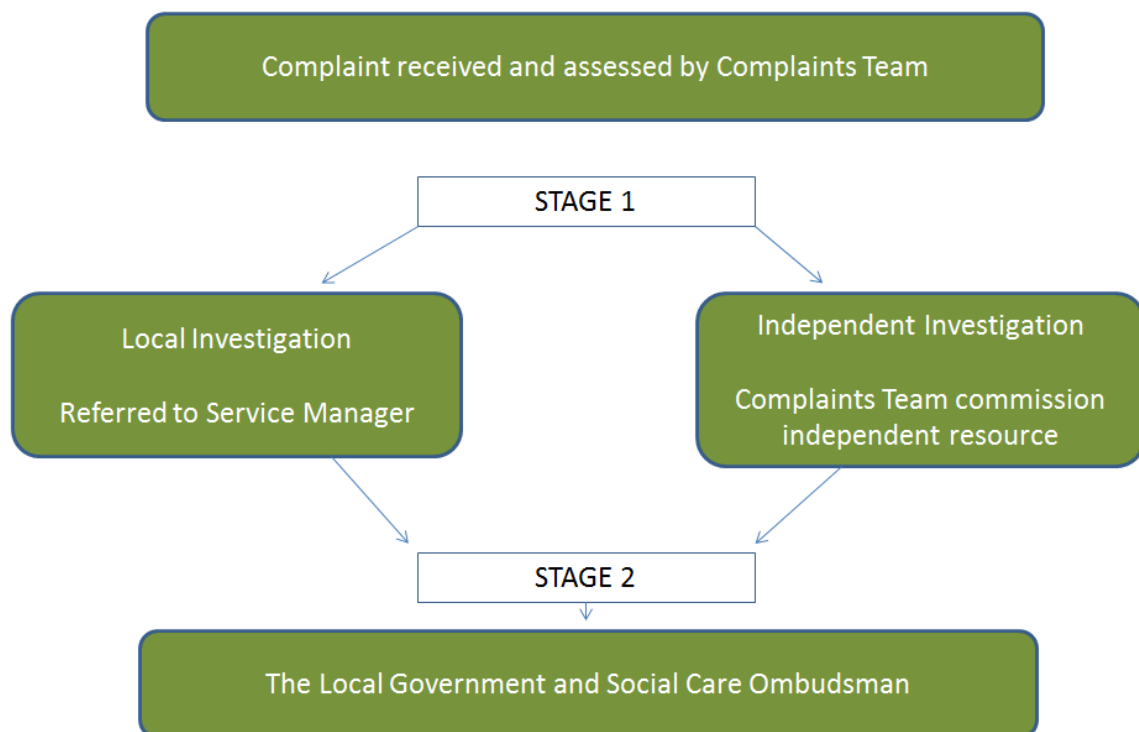 Complaint received and assessed by Complaints Team
STAGE 1
Local Investigation
Referred to Service Manager
Independent Investigation
Complaints Team commission
independent resource
STAGE 2
The Local Government and Social Care Ombudsman